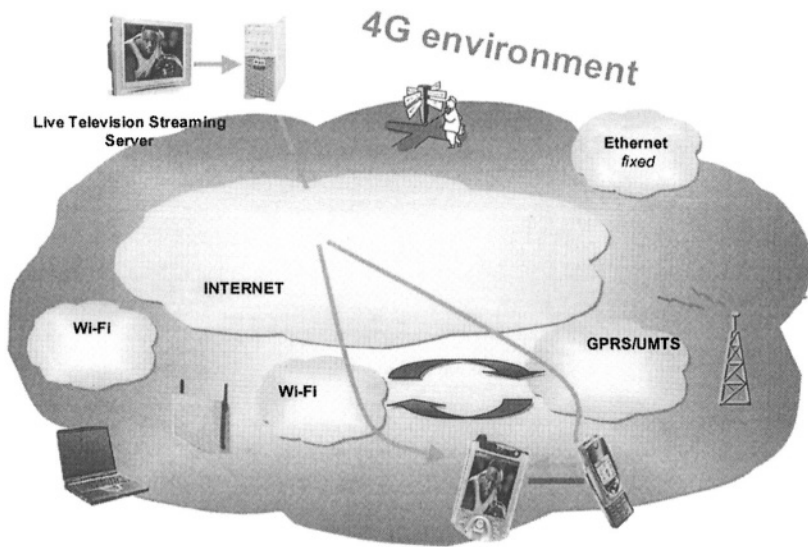 4G environment
Live Television Streaming
Server
Ethernet
fixed
INTERNET
Wi-Fi
GPRS/UMTS
Wi-Fi